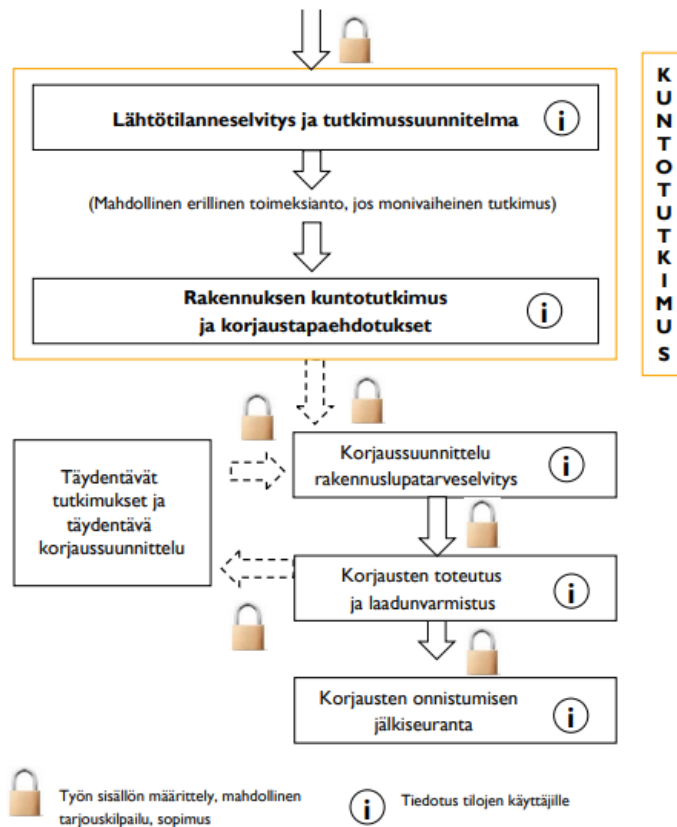 Lähtötilanneselvitys ja tutkimussuunnitelma
i
(Mahdollinen erillinen toimeksianto, jos monivaiheinen tutkimus)
Rakennuksen kuntotutkimus
ja korjaustapaehdotukset
i
K
U
N
T
O
T
U
T
K
I
M
U
S
Täydentävät
tutkimukset ja
täydentävä
korjaussuunnittelu
Korjaussuunnittelu
rakennuslupatarveselvitys
i
Korjausten toteutus
ja laadunvarmistus
i
Korjausten onnistumisen
jälkiseuranta
i
Työn sisällön määrittely, mahdollinen
tarjouskilpailu, sopimus
i
Tiedotus tilojen käyttäjille